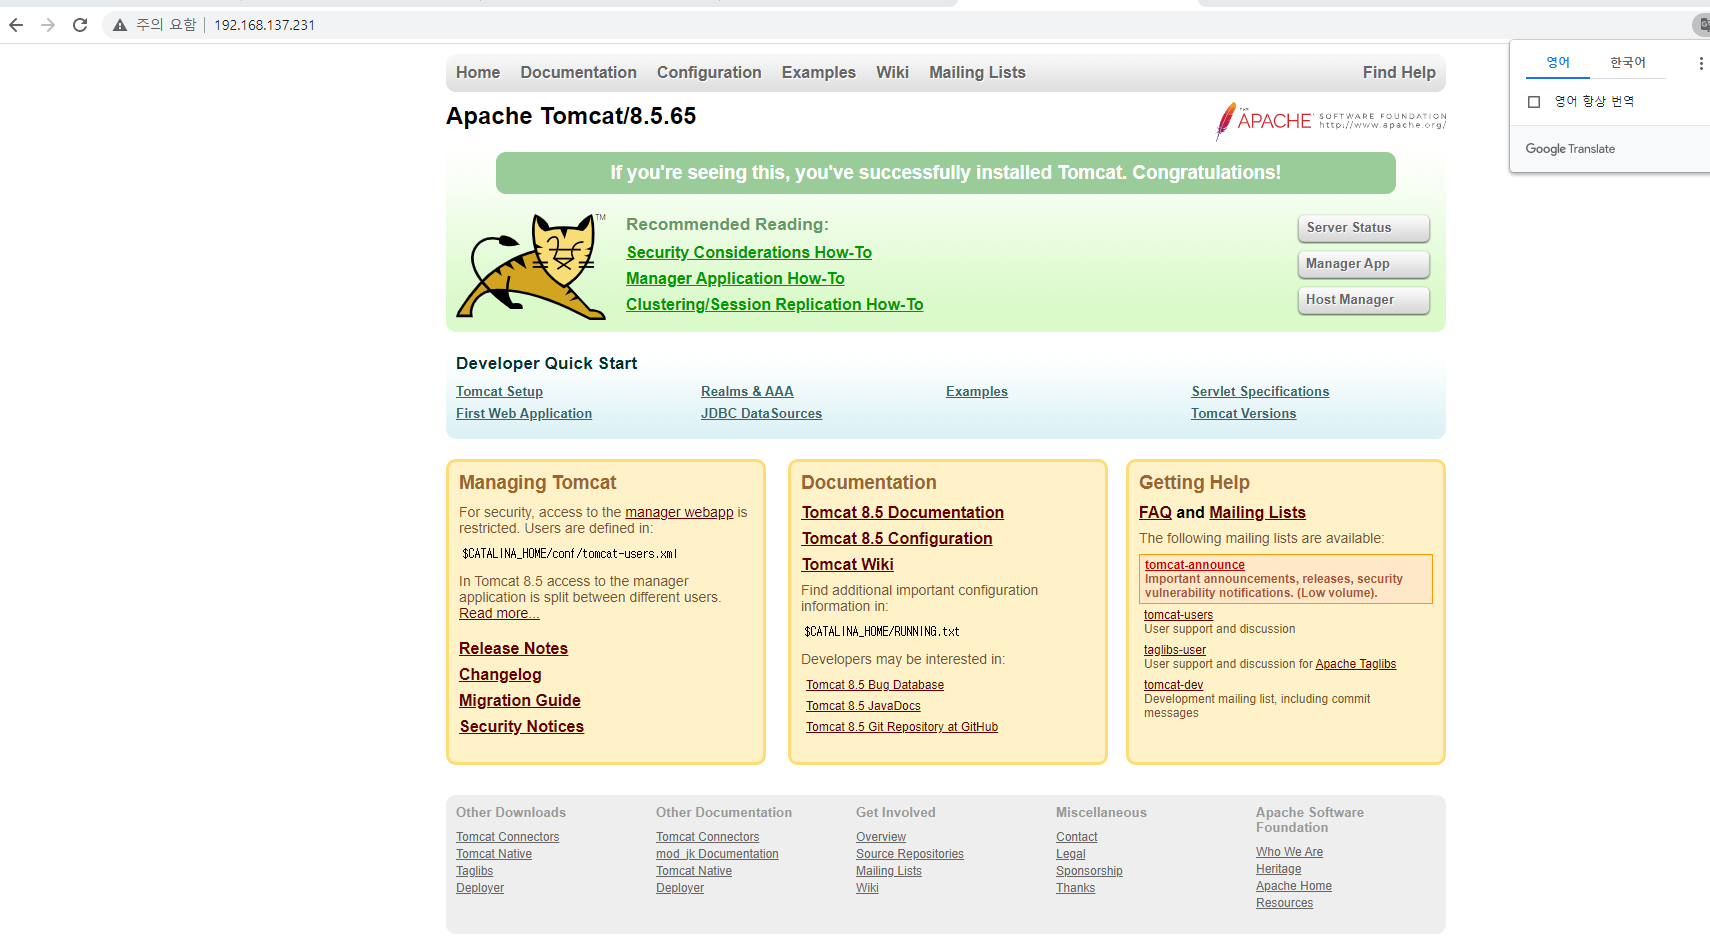 주의 요함 | 192.168.137.231
영어 한국어
영어 항상 번역
Google Translate
Home Documentation Configuration Examples Wiki Mailing Lists Find Help
Apache Tomcat/8.5.65
THE APACHE SOFTWARE FOUNDATION
http://www.apache.org/
If you're seeing this, you've successfully installed Tomcat. Congratulations!
TM
Recommended Reading:
Security Considerations How-To
Manager Application How-To
Clustering/Session Replication How-To
Server Status
Manager App
Host Manager
Developer Quick Start
Tomcat Setup
First Web Application
Realms & AAA
JDBC DataSources
Examples
Servlet Specifications
Tomcat Versions
Managing Tomcat
For security, access to the manager webapp is
restricted. Users are defined in:
$CATALINA_HOME/conf/tomcat-users.xml
In Tomcat 8.5 access to the manager
application is split between different users.
Read more...
Release Notes
Changelog
Migration Guide
Security Notices
Documentation
Tomcat 8.5 Documentation
Tomcat 8.5 Configuration
Tomcat Wiki
Find additional important configuration
information in:
$CATALINA_HOME/RUNNING.txt
Developers may be interested in:
Tomcat 8.5 Bug Database
Tomcat 8.5 JavaDocs
Tomcat 8.5 Git Repository at GitHub
Getting Help
FAQ and Mailing Lists
The following mailing lists are available:
tomcat-announce
Important announcements, releases, security
vulnerability notifications. (Low volume).
tomcat-users
User support and discussion
taglibs-user
User support and discussion for Apache Taglibs
tomcat-dev
Development mailing list, including commit
messages
Other Downloads
Tomcat Connectors
Tomcat Native
Taglibs
Deployer
Other Documentation
Tomcat Connectors
mod_jk Documentation
Tomcat Native
Deployer
Get Involved
Overview
Source Repositories
Mailing Lists
Wiki
Miscellaneous
Contact
Legal
Sponsorship
Thanks
Apache Software
Foundation
Who We Are
Heritage
Apache Home
Resources